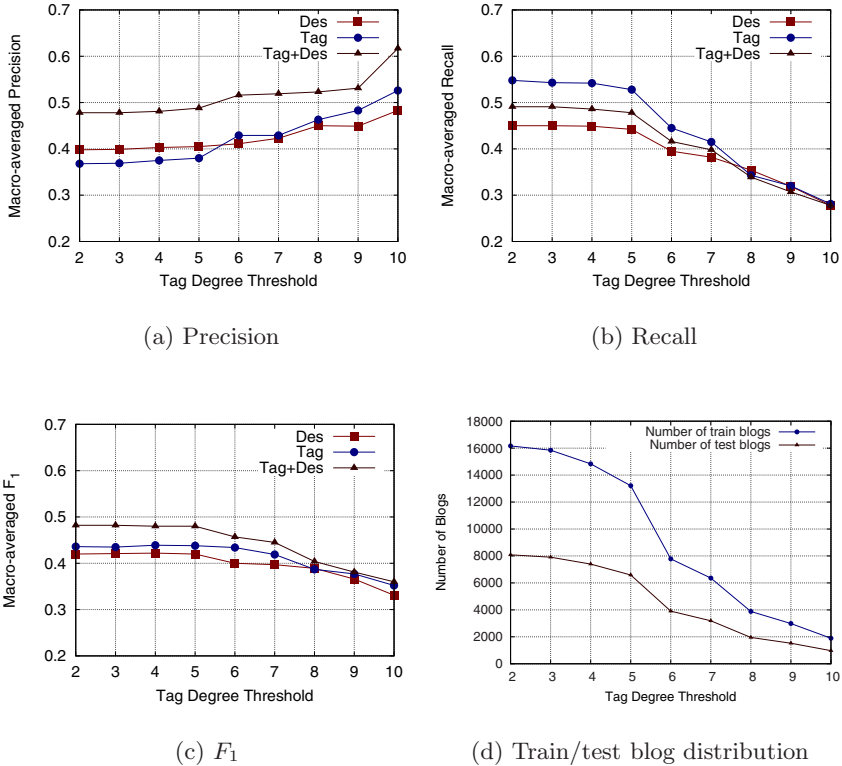 Macro-averaged Precision
0.7
0.6
0.5
0.4
0.3
0.2
Des
Tag
Tag+Des
2 3 4 5 6 7 8 9 10
Tag Degree Threshold
(a) Precision
Macro-averaged Recall
0.7
0.6
0.5
0.4
0.3
0.2
Des
Tag
Tag+Des
2 3 4 5 6 7 8 9 10
Tag Degree Threshold
(b) Recall
Macro-averaged F1
0.7
0.6
0.5
0.4
0.3
0.2
Des
Tag
Tag+Des
2 3 4 5 6 7 8 9 10
Tag Degree Threshold
(c) F1
Number of Blogs
18000
16000
14000
12000
10000
8000
6000
4000
2000
0
Number of train blogs
Number of test blogs
2 3 4 5 6 7 8 9 10
Tag Degree Threshold
(d) Train/test blog distribution